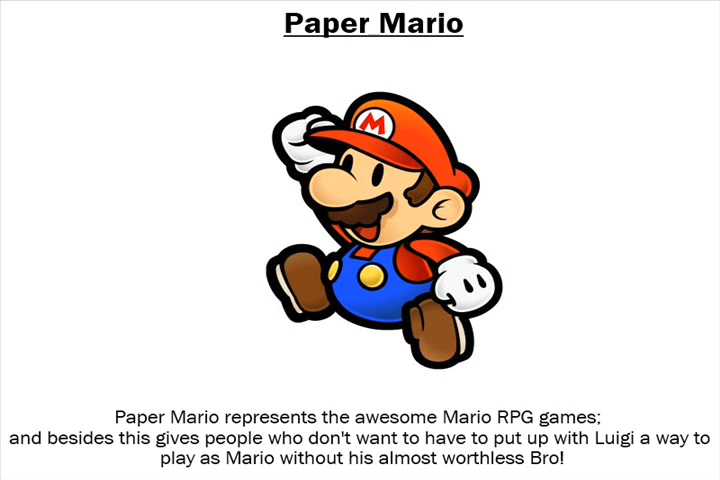 Paper Mario
M
Paper Mario represents the awesome Mario RPG games;
and besides this gives people who don't want to have to put up with Luigi a way to
play as Mario without his almost worthless Bro!